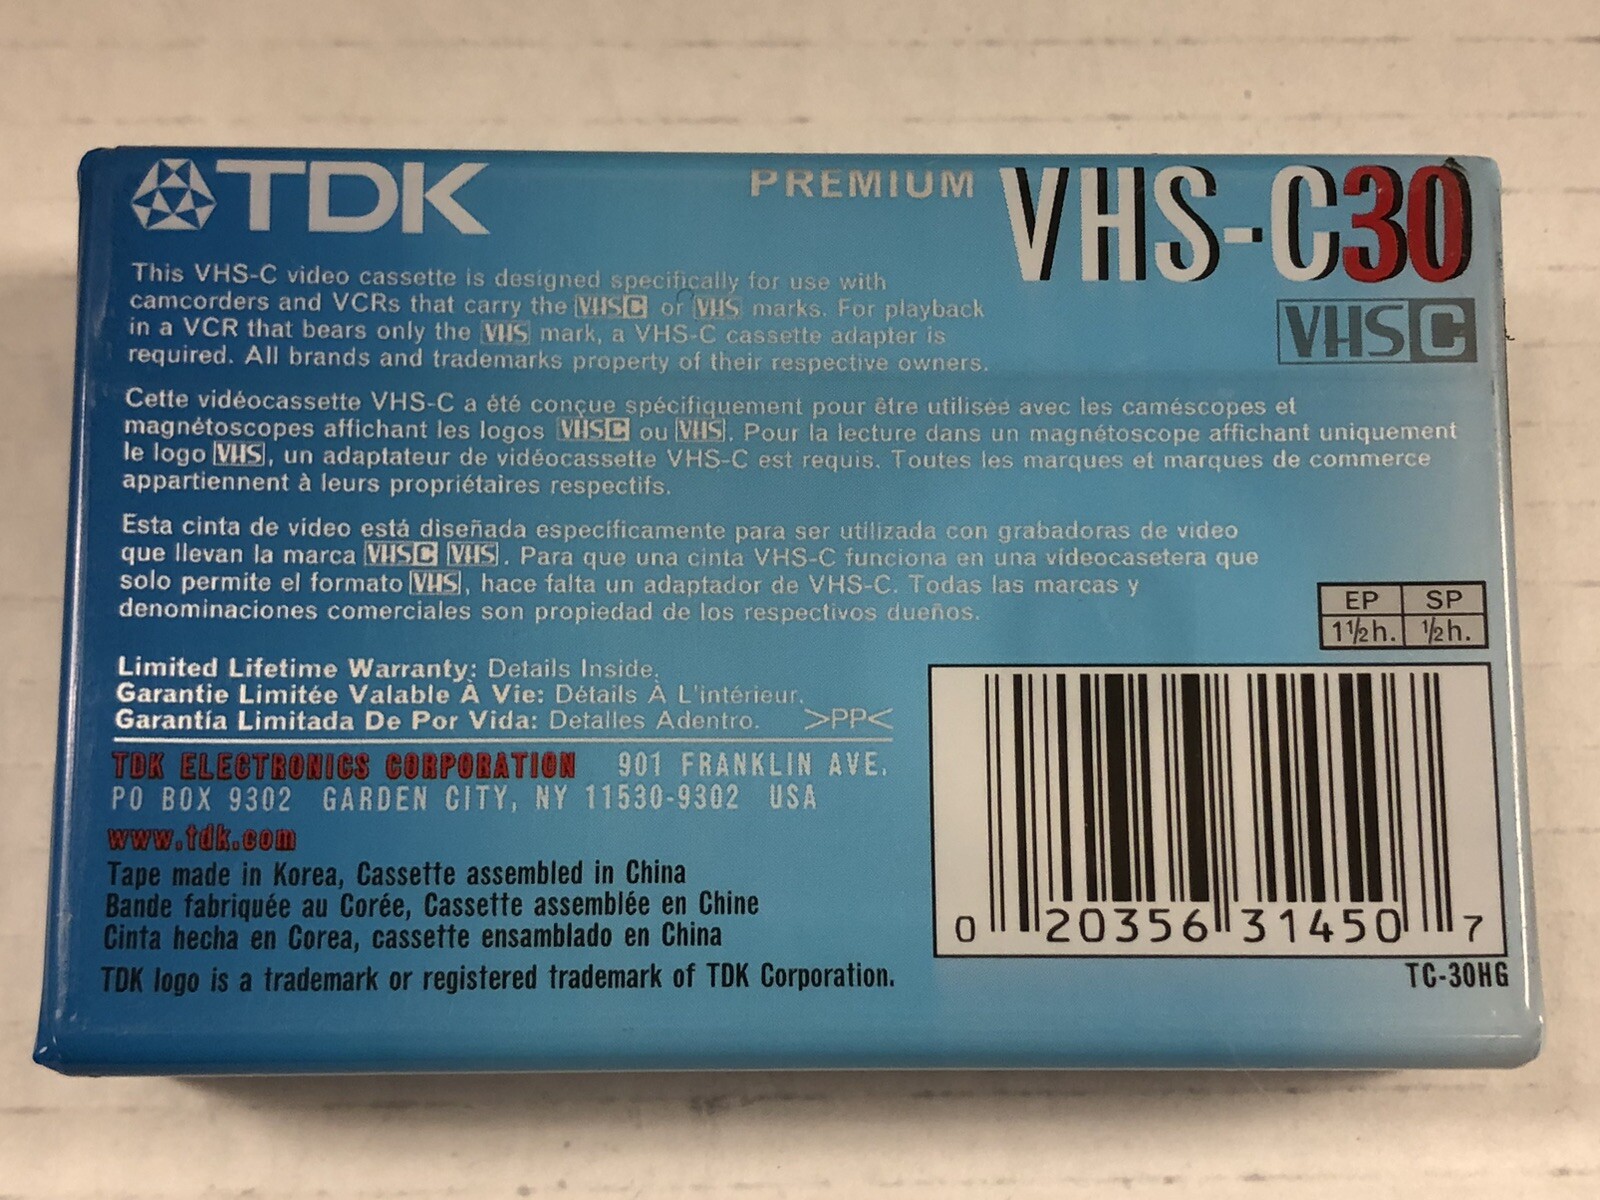 TDK PREMIUM VHS-C30
VHSC
This VHS-C video cassette is designed specifically for use with
camcorders and VCRs that carry the VHSC or VHS marks. For playback
in a VCR that bears only the VHS mark, a VHS-C cassette adapter is
required. All brands and trademarks property of their respective owners.
Cette vidéocassette VHS-C a été conçue spécifiquement pour être utilisée avec les caméscopes et
magnétoscopes affichant les logos VHSC ou VHS. Pour la lecture dans un magnétoscope affichant uniquement
le logo VHS, un adaptateur de vidéocassette VHS-C est requis. Toutes les marques et marques de commerce
appartiennent à leurs propriétaires respectifs.
Esta cinta de video está diseñada específicamente para ser utilizada con grabadoras de video
que llevan la marca VHSC VHS. Para que una cinta VHS-C funciona en una videocasetera que
solo permite el formato VHS, hace falta un adaptador de VHS-C. Todas las marcas y
denominaciones comerciales son propiedad de los respectivos dueños.
EP SP
1½h. ½h.
Limited Lifetime Warranty: Details Inside.
Garantie Limitée Valable À Vie: Détails À L'intérieur.
Garantía Limitada De Por Vida: Detalles Adentro. >PP<
TDK ELECTRONICS CORPORATION 901 FRANKLIN AVE.
PO BOX 9302 GARDEN CITY, NY 11530-9302 USA
www.tdk.com
Tape made in Korea, Cassette assembled in China
Bande fabriquée au Corée, Cassette assemblée en Chine
Cinta hecha en Corea, cassette ensamblado en China
TDK logo is a trademark or registered trademark of TDK Corporation.
0 20356 31450 7
TC-30HG